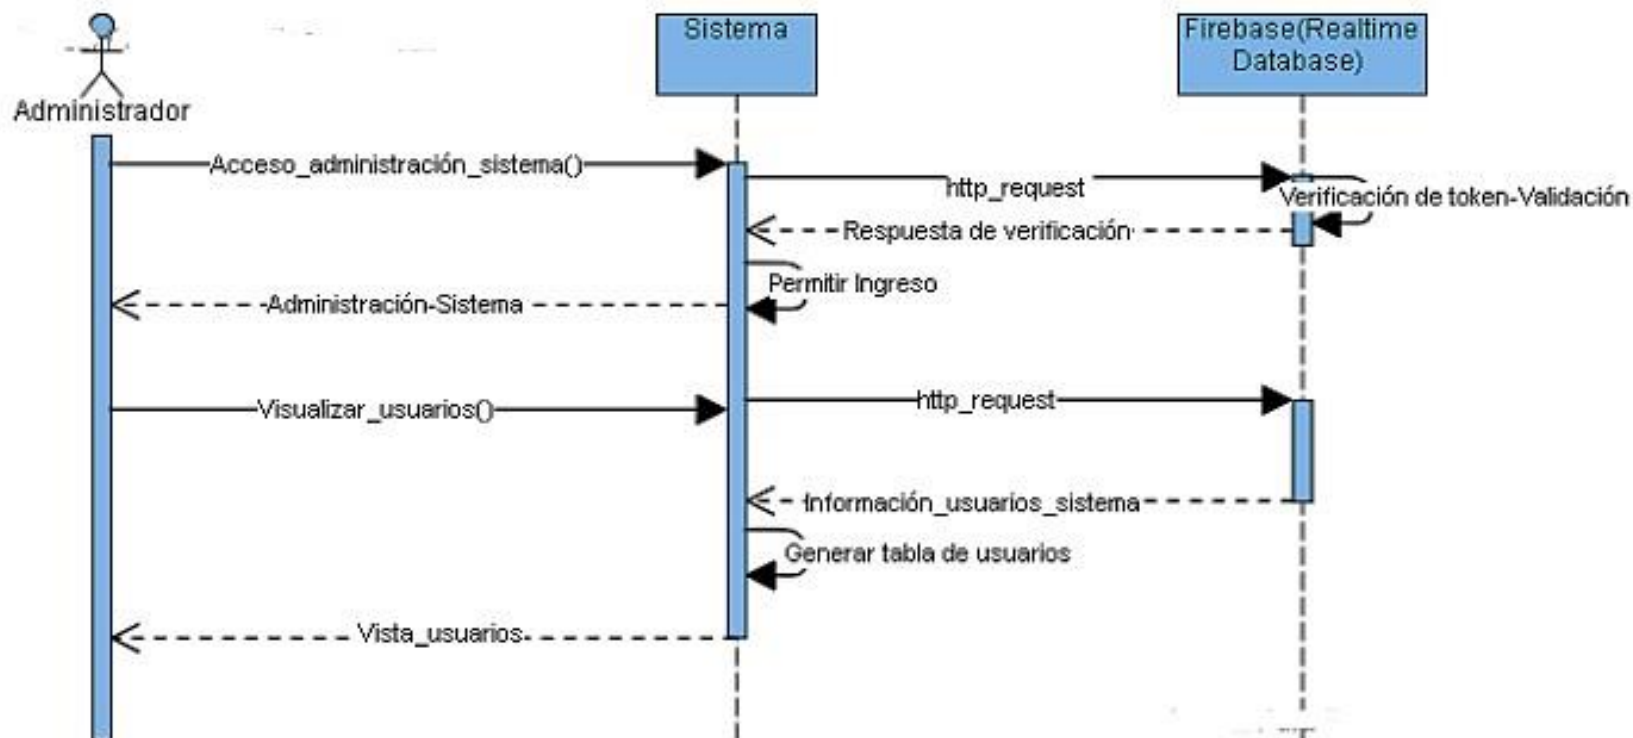 Sistema
Firebase(Realtime
Database)
Administrador
Acceso_administración_sistema()
http_request
Verificación de token-Validación
Respuesta de verificación
Permitir Ingreso
Administración-Sistema
Visualizar_usuarios()
http_request
Información_usuarios_sistema
Generar tabla de usuarios
Vista_usuarios